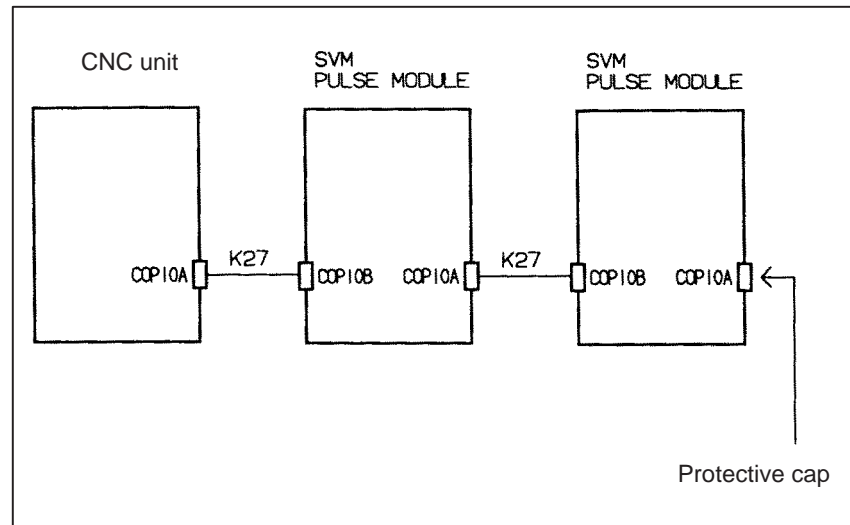 CNC unit
SVM
PULSE MODULE
SVM
PULSE MODULE
COP10A
K27
COP10B
COP10A
K27
COP10B
COP10A
Protective cap